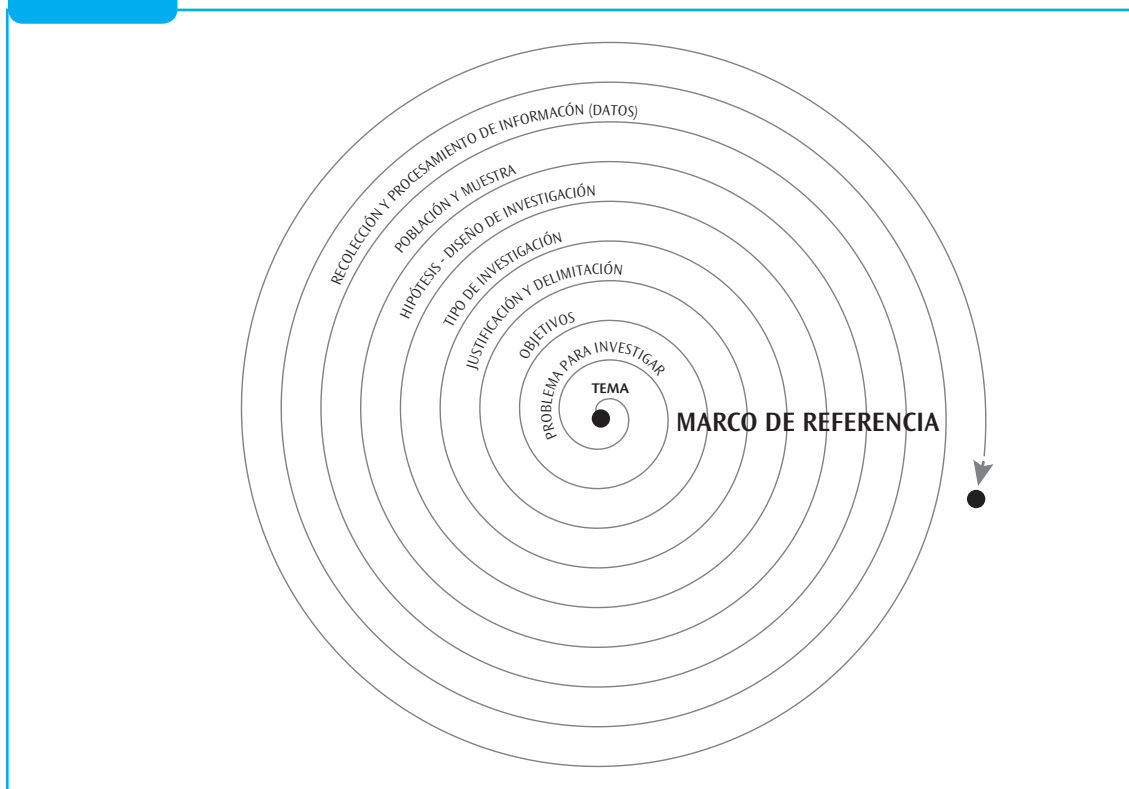 RECOLECCIÓN Y PROCESAMIENTO DE INFORMACÓN (DATOS)
POBLACIÓN Y MUESTRA
HIPÓTESIS - DISEÑO DE INVESTIGACIÓN
TIPO DE INVESTIGACIÓN
JUSTIFICACIÓN Y DELIMITACIÓN
OBJETIVOS
PROBLEMA PARA INVESTIGAR
TEMA
MARCO DE REFERENCIA